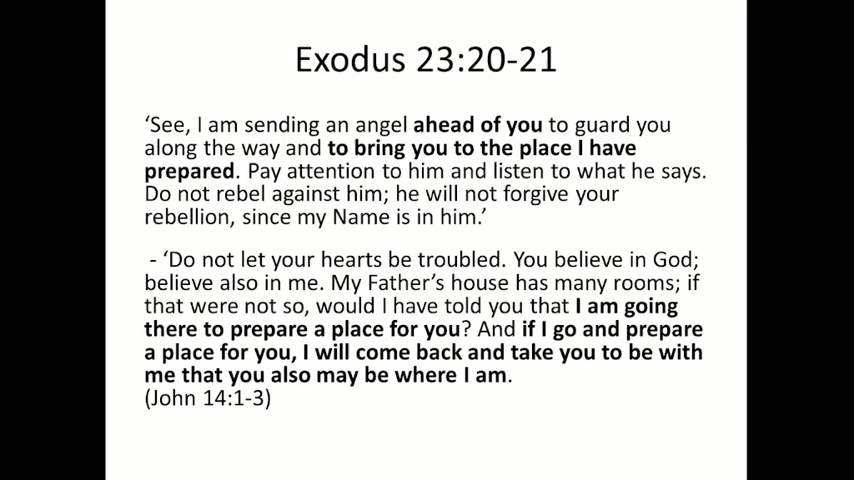 Exodus 23:20-21
‘See, I am sending an angel ahead of you to guard you
along the way and to bring you to the place I have
prepared. Pay attention to him and listen to what he says.
Do not rebel against him; he will not forgive your
rebellion, since my Name is in him.’
- ‘Do not let your hearts be troubled. You believe in God;
believe also in me. My Father’s house has many rooms; if
that were not so, would I have told you that I am going
there to prepare a place for you? And if I go and prepare
a place for you, I will come back and take you to be with
me that you also may be where I am.
(John 14:1-3)